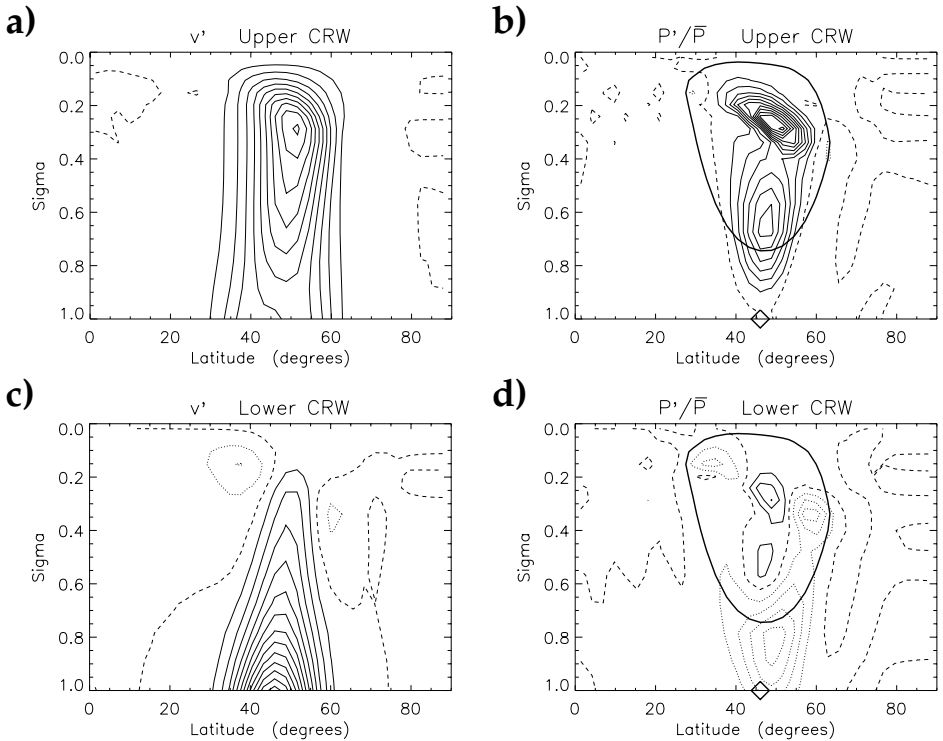 a)
v' Upper CRW
0.0
0.2
0.4
0.6
0.8
1.0
Sigma
0 20 40 60 80
Latitude (degrees)
b)
P'/P̅ Upper CRW
0.0
0.2
0.4
0.6
0.8
1.0
Sigma
0 20 40 60 80
Latitude (degrees)
c)
v' Lower CRW
0.0
0.2
0.4
0.6
0.8
1.0
Sigma
0 20 40 60 80
Latitude (degrees)
d)
P'/P̅ Lower CRW
0.0
0.2
0.4
0.6
0.8
1.0
Sigma
0 20 40 60 80
Latitude (degrees)